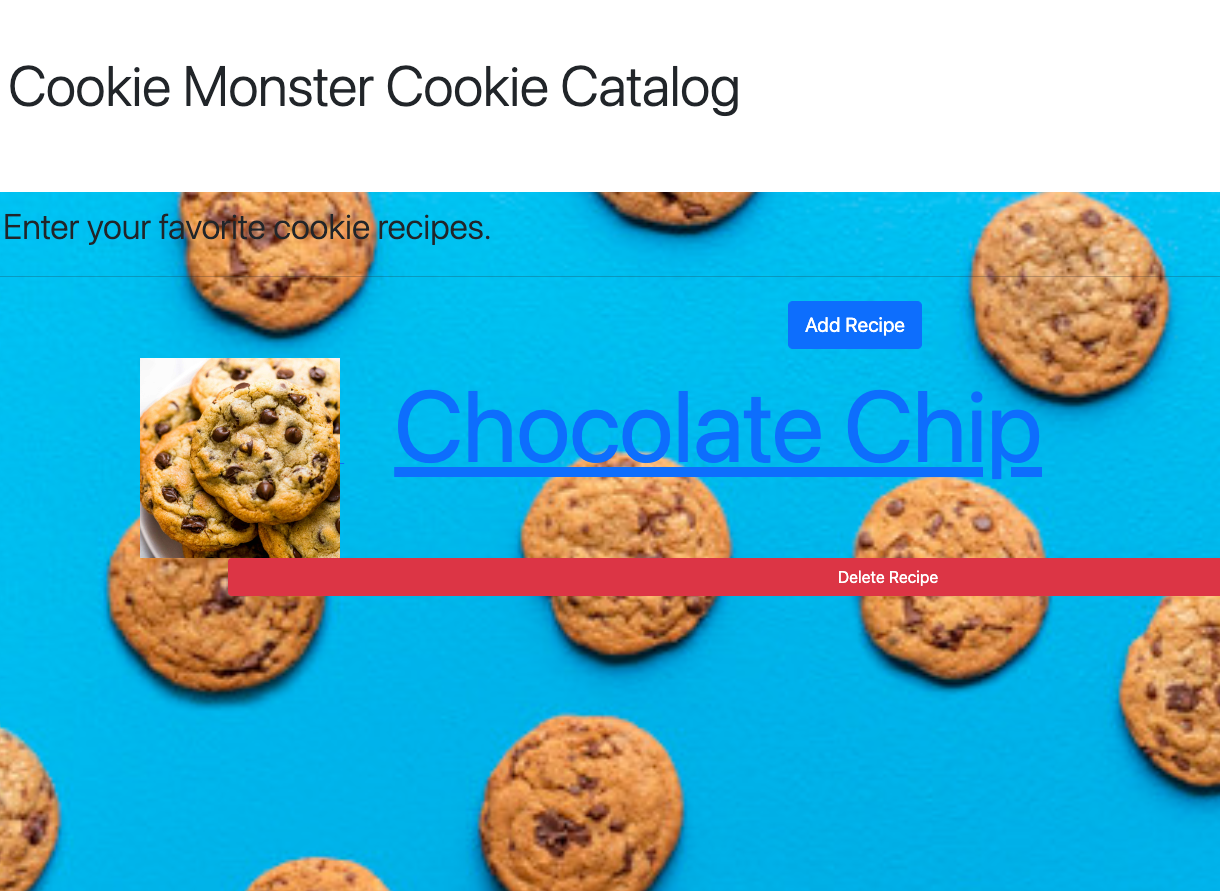 Cookie Monster Cookie Catalog
Enter your favorite cookie recipes.
Add Recipe
Chocolate Chip
Delete Recipe